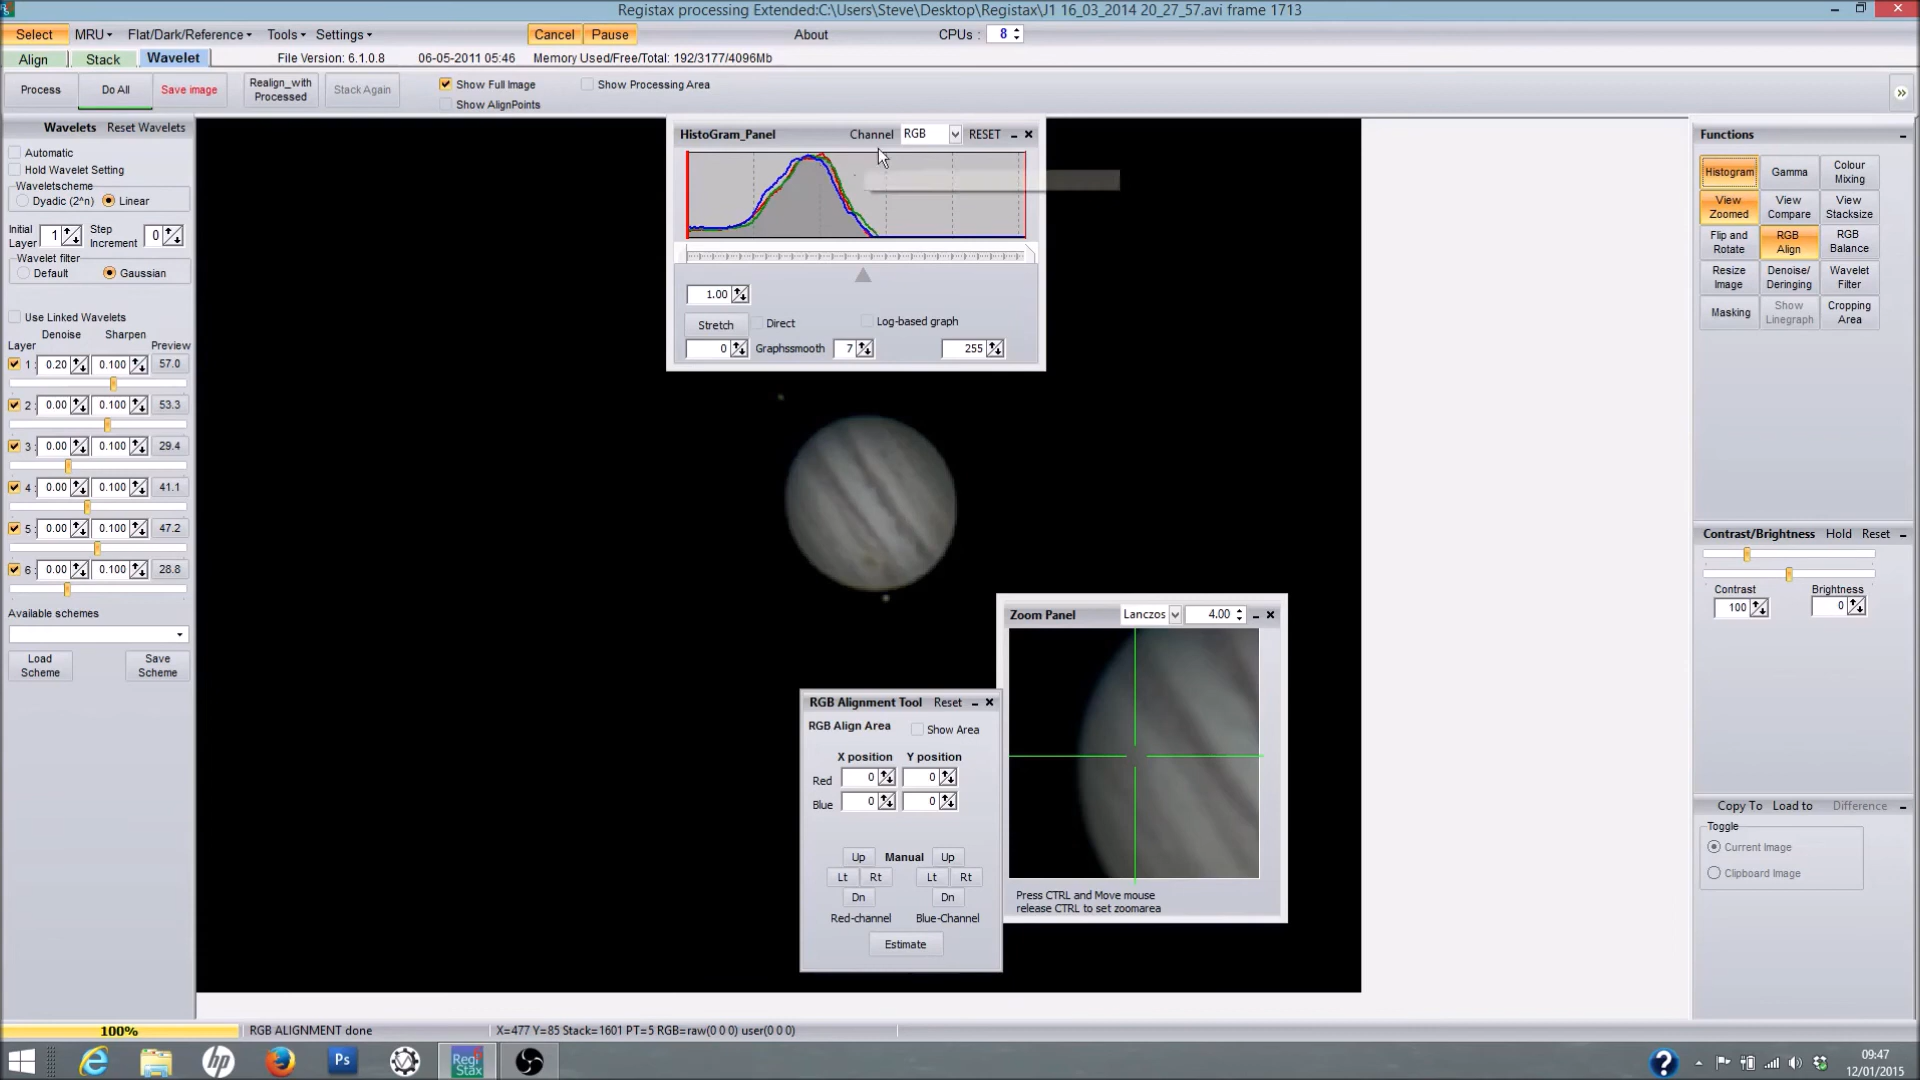 Registax processing Extended:C:\Users\Steve\Desktop\Registax\J1 16_03_2014 20_27_57.avi frame 1713
Select MRU Flat/Dark/Reference Tools Settings Cancel Pause About CPUs : 8
Align Stack Wavelet File Version: 6.1.0.8 06-05-2011 05:46 Memory Used/Free/Total: 192/3177/4096Mb
Process Do All Save image Realign_with Processed Stack Again Show Full Image Show Processing Area
Show AlignPoints
Wavelets Reset Wavelets
Automatic
Hold Wavelet Setting
Waveletscheme
Dyadic (2^n) Linear
Initial Layer 1 Step Increment 0
Wavelet filter
Default Gaussian
Use Linked Wavelets
Denoise Sharpen
Layer Preview
1 : 0.20 0.100 57.0
2 : 0.00 0.100 53.3
3 : 0.00 0.100 29.4
4 : 0.00 0.100 41.1
5 : 0.00 0.100 47.2
6 : 0.00 0.100 28.8
Available schemes
Load Scheme Save Scheme
HistoGram_Panel Channel RGB RESET
1.00
Stretch Direct Log-based graph
0 Graphssmooth 7 255
Zoom Panel Lanczos 4.00
Press CTRL and Move mouse
release CTRL to set zoomarea
RGB Alignment Tool Reset
RGB Align Area Show Area
X position Y position
Red 0 0
Blue 0 0
Up Manual Up
Lt Rt Lt Rt
Dn Dn
Red-channel Blue-Channel
Estimate
Functions
Histogram Gamma Colour Mixing
View Zoomed View Compare View Stacksize
Flip and Rotate RGB Align RGB Balance
Resize Image Denoise/ Deringing Wavelet Filter
Masking Show Linegraph Cropping Area
Contrast/Brightness Hold Reset
Contrast Brightness
100 0
Copy To Load to Difference
Toggle
Current Image
Clipboard Image
100% RGB ALIGNMENT done X=477 Y=85 Stack=1601 PT=5 RGB=raw(0 0 0) user(0 0 0)
hp Ps Regi Stax ?
09:47
12/01/2015